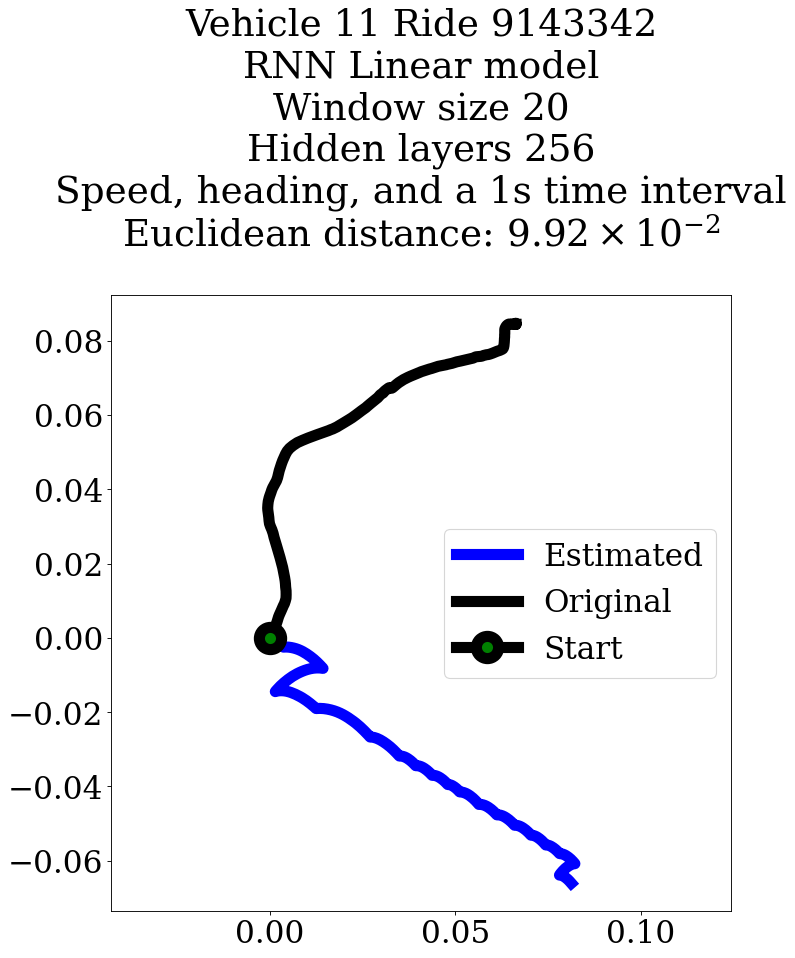 Vehicle 11 Ride 9143342
RNN Linear model
Window size 20
Hidden layers 256
Speed, heading, and a 1s time interval
Euclidean distance: 9.92 × 10⁻²
0.08
0.06
0.04
0.02
0.00
−0.02
−0.04
−0.06
Estimated
Original
Start
0.00 0.05 0.10